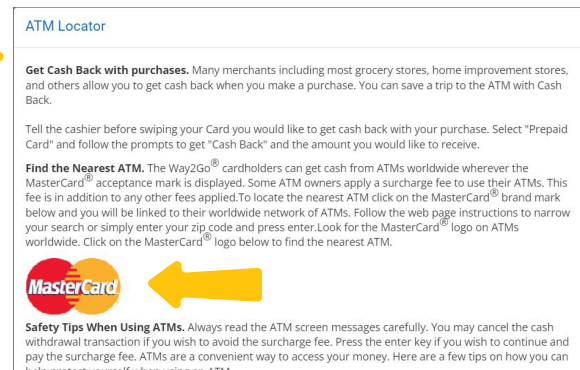 ATM Locator
Get Cash Back with purchases. Many merchants including most grocery stores, home improvement stores,
and others allow you to get cash back when you make a purchase. You can save a trip to the ATM with Cash
Back.
Tell the cashier before swiping your Card you would like to get cash back with your purchase. Select "Prepaid
Card" and follow the prompts to get "Cash Back" and the amount you would like to receive.
Find the Nearest ATM. The Way2Go® cardholders can get cash from ATMs worldwide wherever the
MasterCard® acceptance mark is displayed. Some ATM owners apply a surcharge fee to use their ATMs. This
fee is in addition to any other fees applied.To locate the nearest ATM click on the MasterCard® brand mark
below and you will be linked to their worldwide network of ATMs. Follow the web page instructions to narrow
your search or simply enter your zip code and press enter.Look for the MasterCard® logo on ATMs
worldwide. Click on the MasterCard® logo below to find the nearest ATM.
MasterCard
Safety Tips When Using ATMs. Always read the ATM screen messages carefully. You may cancel the cash
withdrawal transaction if you wish to avoid the surcharge fee. Press the enter key if you wish to continue and
pay the surcharge fee. ATMs are a convenient way to access your money. Here are a few tips on how you can
help protect yourself when using an ATM